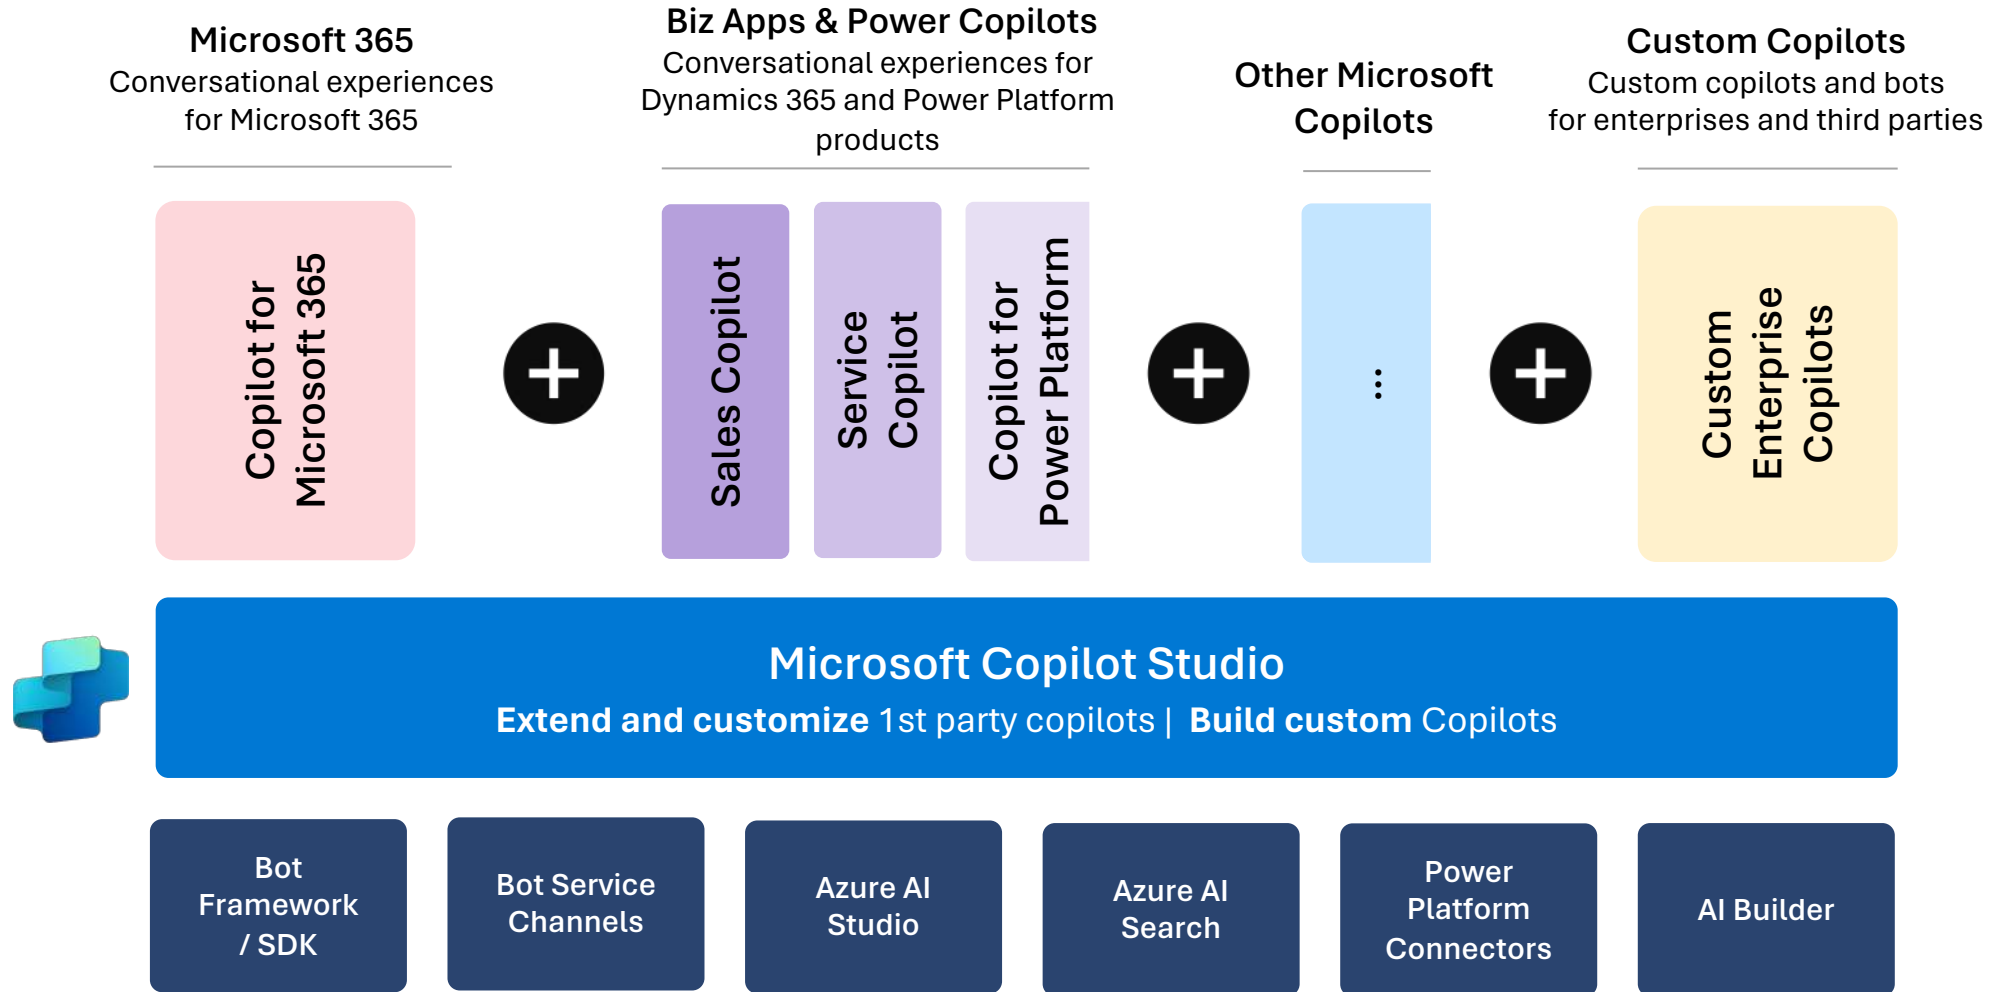 Microsoft 365
Conversational experiences
for Microsoft 365
Biz Apps & Power Copilots
Conversational experiences for
Dynamics 365 and Power Platform
products
Other Microsoft
Copilots
Custom Copilots
Custom copilots and bots
for enterprises and third parties
Copilot for
Microsoft 365
Sales Copilot
Service
Copilot
Copilot for
Power Platform
...
Custom
Enterprise
Copilots
Microsoft Copilot Studio
Extend and customize 1st party copilots | Build custom Copilots
Bot
Framework
/ SDK
Bot Service
Channels
Azure AI
Studio
Azure AI
Search
Power
Platform
Connectors
AI Builder